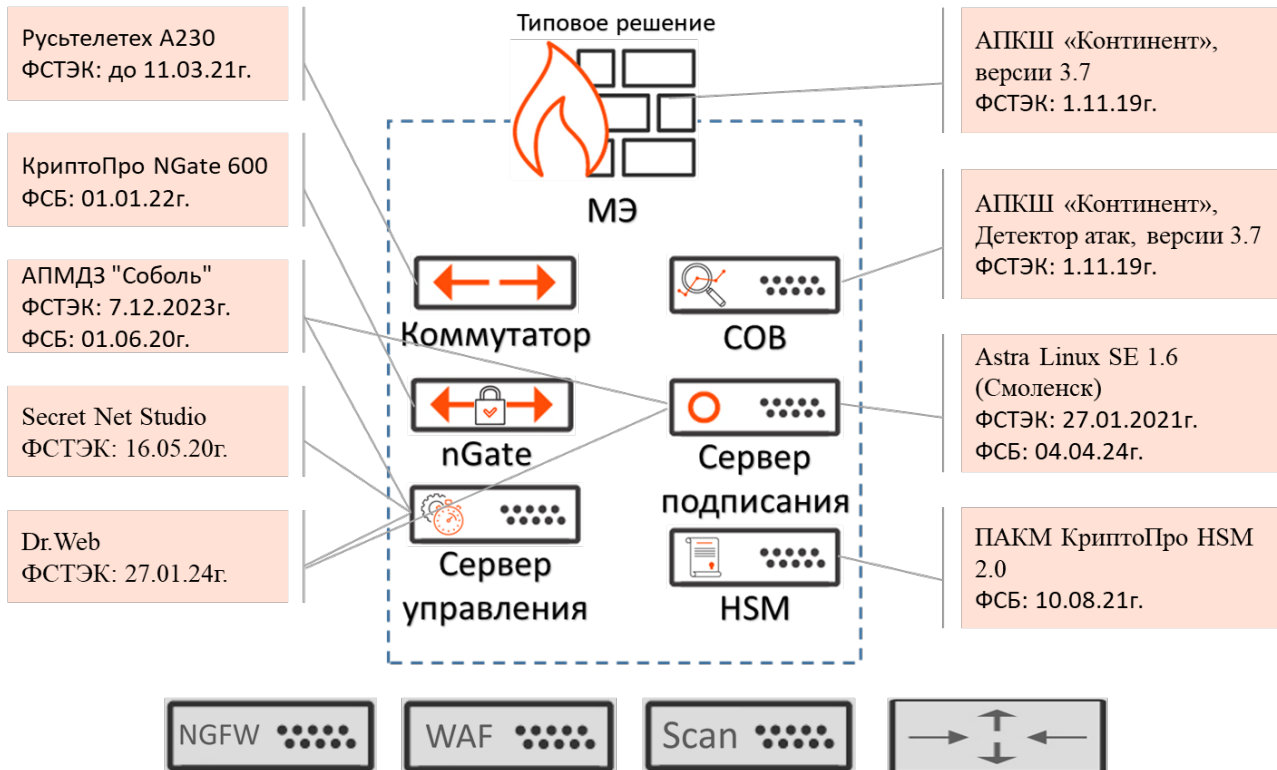 Типовое решение
Русьтелетех А230
ФСТЭК: до 11.03.21г.
КриптоПро NGate 600
ФСБ: 01.01.22г.
АПМДЗ "Соболь"
ФСТЭК: 7.12.2023г.
ФСБ: 01.06.20г.
Secret Net Studio
ФСТЭК: 16.05.20г.
Dr.Web
ФСТЭК: 27.01.24г.
МЭ
Коммутатор
СОВ
nGate
Сервер
подписания
Сервер
управления
HSM
АПКШ «Континент»,
версии 3.7
ФСТЭК: 1.11.19г.
АПКШ «Континент»,
Детектор атак, версии 3.7
ФСТЭК: 1.11.19г.
Astra Linux SE 1.6
(Смоленск)
ФСТЭК: 27.01.2021г.
ФСБ: 04.04.24г.
ПАКМ КриптоПро HSM
2.0
ФСБ: 10.08.21г.
NGFW
WAF
Scan